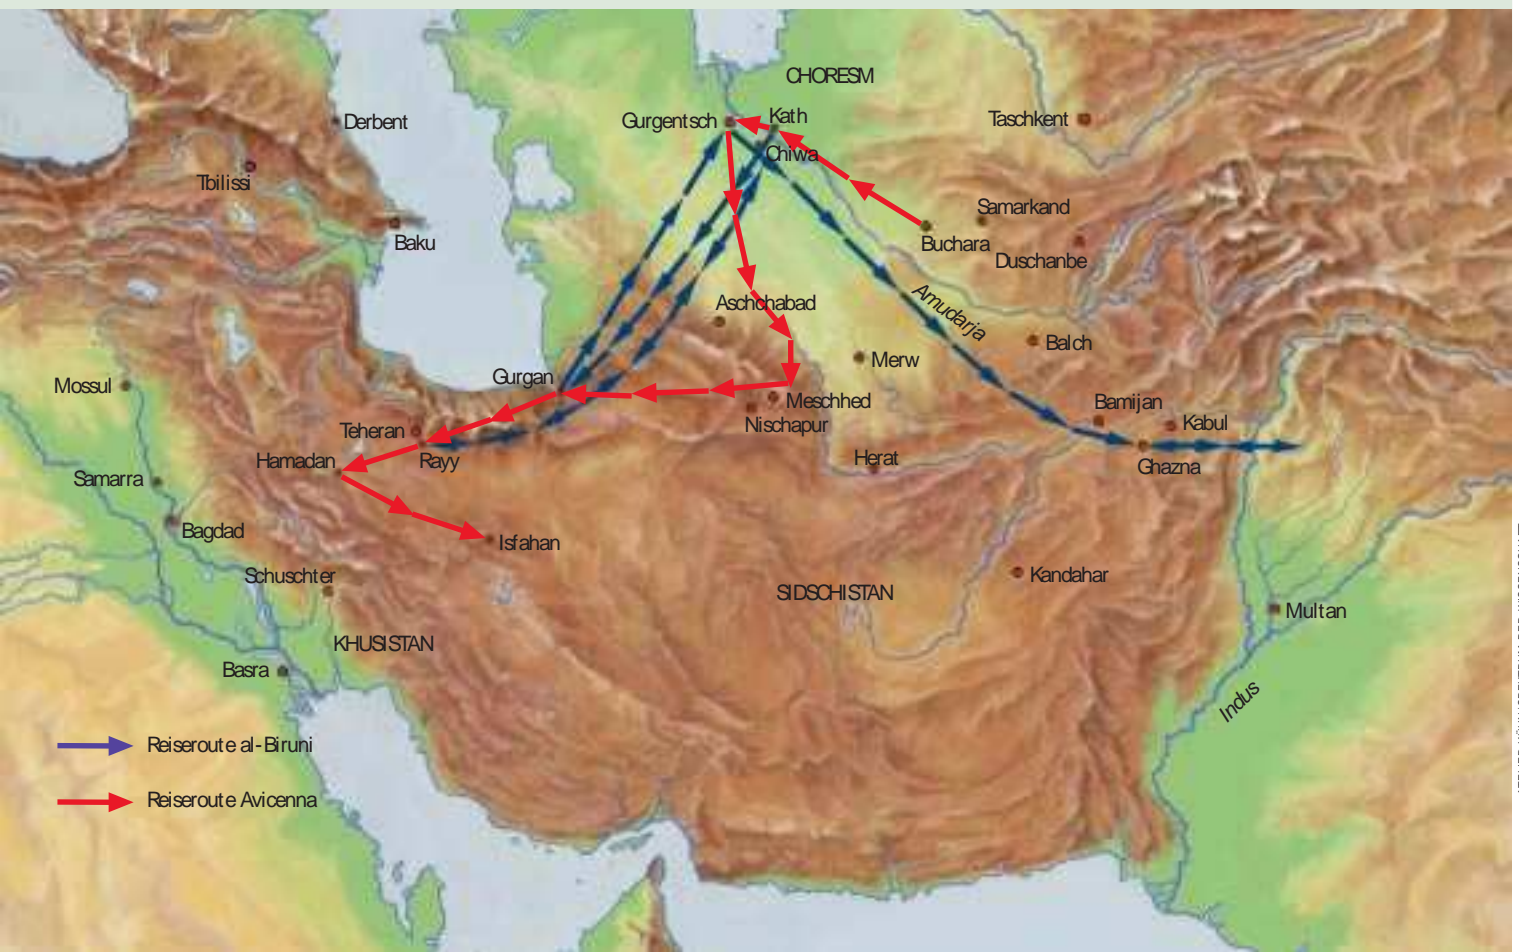 CHORESM
Gurgentsch
Kath
Taschkent
Derbent
Chiwa
Tbilissi
Samarkand
Baku
Buchara
Duschanbe
Aschchabad
Amudarja
Balch
Merw
Mossul
Gurgan
Meschhed
Bamijan
Kabul
Nischapur
Teheran
Hamadan
Rayy
Herat
Ghazna
Samarra
Bagdad
Isfahan
Schuschter
Kandahar
SIDSCHISTAN
Multan
KHUSISTAN
Basra
Indus
Reiseroute al-Biruni
Reiseroute Avicenna